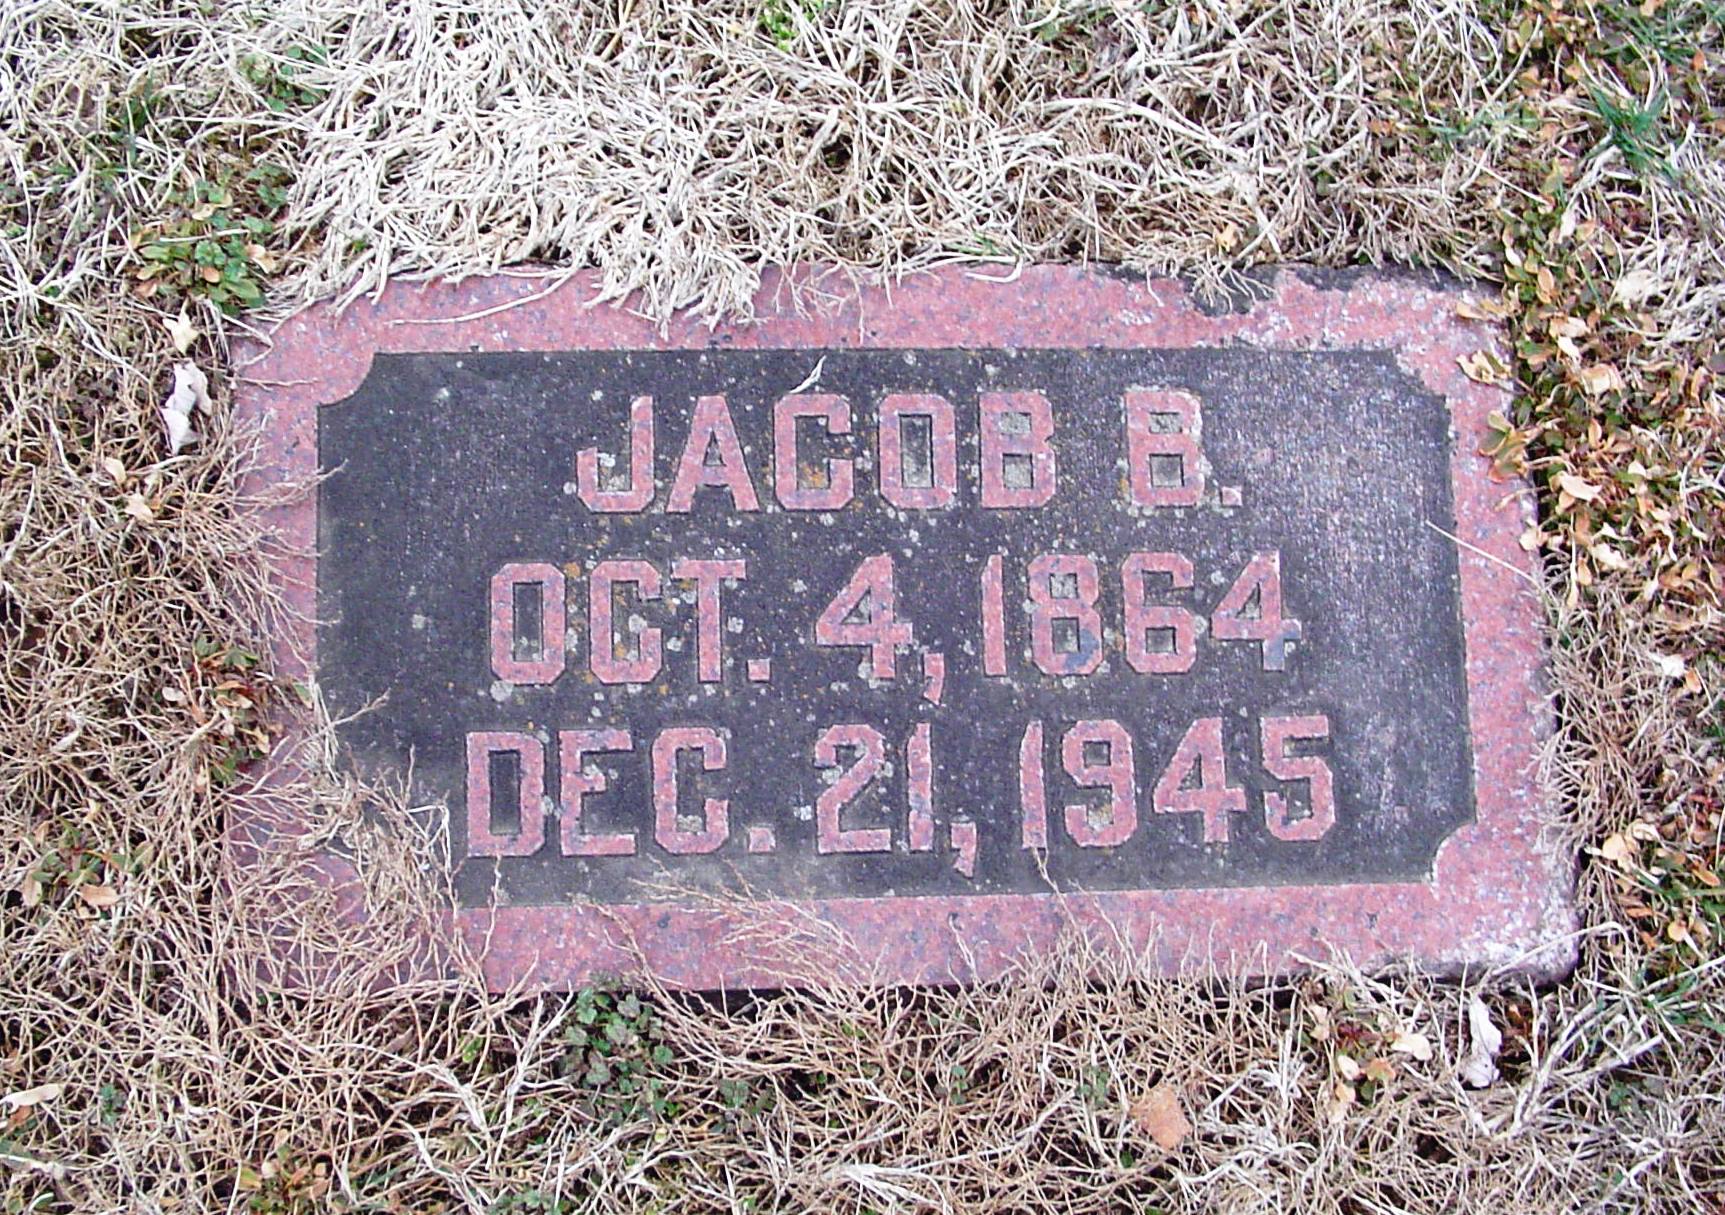 JACOB B.
OCT. 4, 1864
DEC. 21, 1945